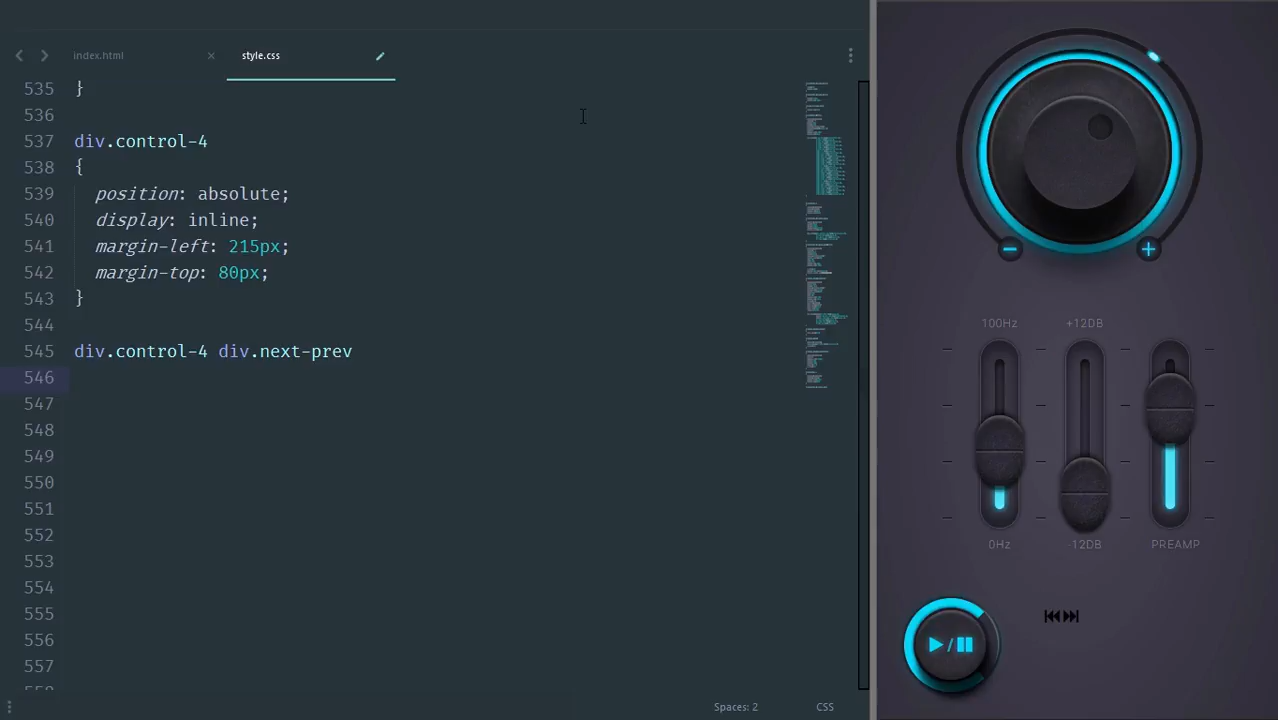 index.html
style.css
535 }
536
537 div.control-4
538 {
539 position: absolute;
540 display: inline;
541 margin-left: 215px;
542 margin-top: 80px;
543 }
544
545 div.control-4 div.next-prev
546
547
548
549
550
551
552
553
554
555
556
557
Spaces: 2
CSS
100Hz
+12DB
0Hz
-12DB
PREAMP